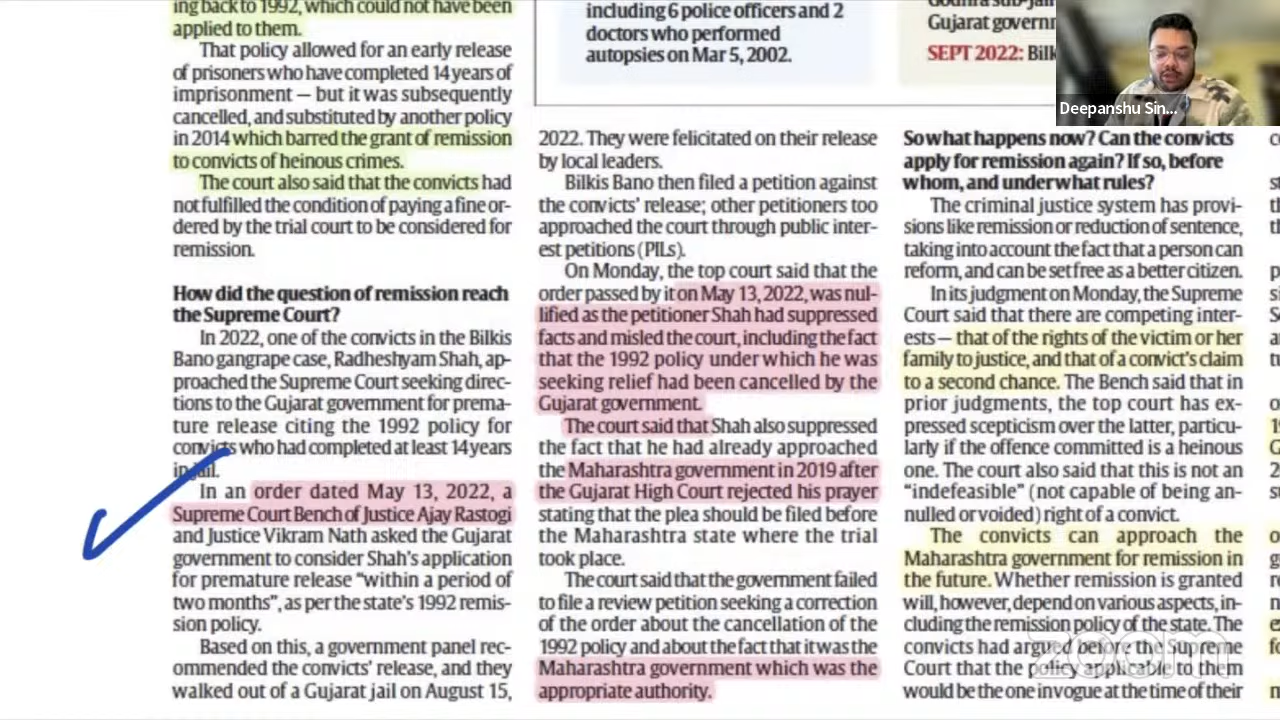 ing back to 1992, which could not have been
applied to them.
That policy allowed for an early release
of prisoners who have completed 14 years of
imprisonment — but it was subsequently
cancelled, and substituted by another policy
in 2014 which barred the grant of remission
to convicts of heinous crimes.
The court also said that the convicts had
not fulfilled the condition of paying a fine or-
dered by the trial court to be considered for
remission.
How did the question of remission reach
the Supreme Court?
In 2022, one of the convicts in the Bilkis
Bano gangrape case, Radheshyam Shah, ap-
proached the Supreme Court seeking direc-
tions to the Gujarat government for prema-
ture release citing the 1992 policy for
convicts who had completed at least 14 years
in jail.
In an order dated May 13, 2022, a
Supreme Court Bench of Justice Ajay Rastogi
and Justice Vikram Nath asked the Gujarat
government to consider Shah's application
for premature release "within a period of
two months", as per the state's 1992 remis-
sion policy.
Based on this, a government panel rec-
ommended the convicts' release, and they
walked out of a Gujarat jail on August 15,
including 6 police officers and 2
doctors who performed
autopsies on Mar 5, 2002.
2022. They were felicitated on their release
by local leaders.
Bilkis Bano then filed a petition against
the convicts' release; other petitioners too
approached the court through public inter-
est petitions (PILs).
On Monday, the top court said that the
order passed by it on May 13, 2022, was nul-
lified as the petitioner Shah had suppressed
facts and misled the court, including the fact
that the 1992 policy under which he was
seeking relief had been cancelled by the
Gujarat government.
The court said that Shah also suppressed
the fact that he had already approached
the Maharashtra government in 2019 after
the Gujarat High Court rejected his prayer
stating that the plea should be filed before
the Maharashtra state where the trial
took place.
The court said that the government failed
to file a review petition seeking a correction
of the order about the cancellation of the
1992 policy and about the fact that it was the
Maharashtra government which was the
appropriate authority.
Godhra sub-jail
Gujarat govern
SEPT 2022: Bilk
Deepanshu Sin...
So what happens now? Can the convicts
apply for remission again? If so, before
whom, and under what rules?
The criminal justice system has provi-
sions like remission or reduction of sentence,
taking into account the fact that a person can
reform, and can be set free as a better citizen.
In its judgment on Monday, the Supreme
Court said that there are competing inter-
ests — that of the rights of the victim or her
family to justice, and that of a convict's claim
to a second chance. The Bench said that in
prior judgments, the top court has ex-
pressed scepticism over the latter, particu-
larly if the offence committed is a heinous
one. The court also said that this is not an
"indefeasible" (not capable of being an-
nulled or voided) right of a convict.
The convicts can approach the
Maharashtra government for remission in
the future. Whether remission is granted
will, however, depend on various aspects, in-
cluding the remission policy of the state. The
convicts had argued before the Supreme
Court that the policy applicable to them
would be the one in vogue at the time of their
zoom